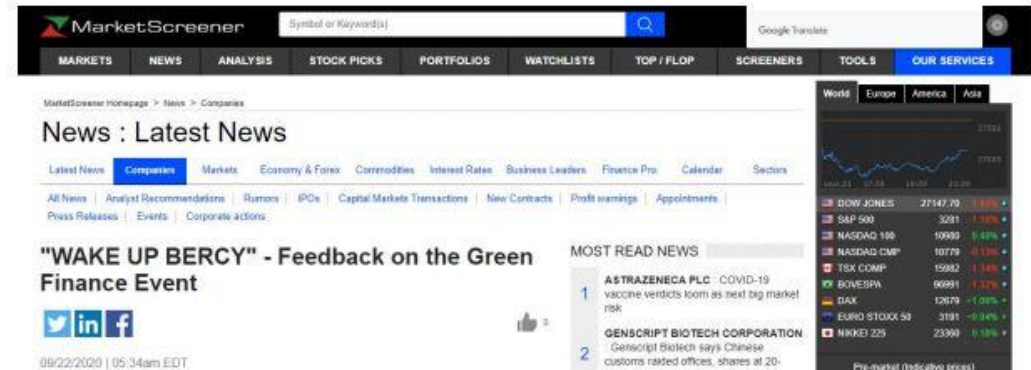 MarketScreener
Symbol or Keyword(s)
Google Translate
MARKETS NEWS ANALYSIS STOCK PICKS PORTFOLIOS WATCHLISTS TOP / FLOP SCREENERS TOOLS OUR SERVICES
MarketScreener Homepage > News > Companies
News : Latest News
Latest News Companies Markets Economy & Forex Commodities Interest Rates Business Leaders Finance Pro. Calendar Sectors
All News | Analyst Recommendations | Rumors | IPOs | Capital Markets Transactions | New Contracts | Profit warnings | Appointments |
Press Releases | Events | Corporate actions
"WAKE UP BERCY" - Feedback on the Green
Finance Event
09/22/2020 | 05:34am EDT
MOST READ NEWS
1
ASTRAZENECA PLC : COVID-19
vaccine verdicts loom as next big market
risk
2
GENSCRIPT BIOTECH CORPORATION
: Genscript Biotech says Chinese
customs raided offices, shares at 20-
World Europe America Asia
DOW JONES 27147.70
S&P 500 3281
NASDAQ 100 10980
NASDAQ CMP 10779
TSX COMP 15982
BOVESPA 96991
DAX 12679
EURO STOXX 50 3191
NIKKEI 225 23360
Pre-market (Indicative prices)